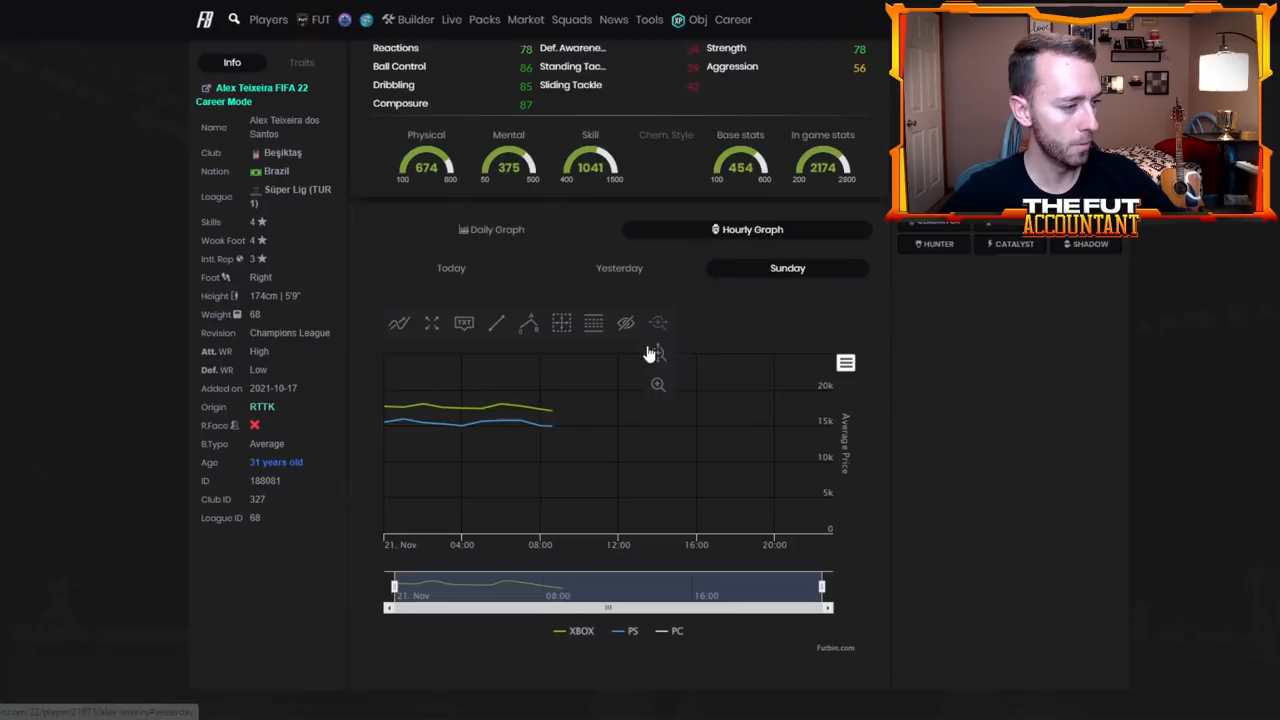 F8 Players FUT Builder Live Packs Market Squads News Tools XP Obj Career
Info Traits
Alex Teixeira FIFA 22
Career Mode
Name Alex Teixeira dos
Santos
Club Beşiktaş
Nation Brazil
League Süper Lig (TUR
1)
Skills 4
Weak Foot 4
Intl. Rep 3
Foot Right
Height 174cm | 5'9"
Weight 68
Revision Champions League
Att. WR High
Def. WR Low
Added on 2021-10-17
Origin RTTK
R.Face
B.Type Average
Age 31 years old
ID 188081
Club ID 327
League ID 68
Reactions 78 Def. Awarene... Strength 78
Ball Control 86 Standing Tac... 39 Aggression 56
Dribbling 85 Sliding Tackle 42
Composure 87
Physical Mental Skill Chem. Style Base stats In game stats
674 375 1041 454 2174
100 800 50 500 400 1500 100 600 200 2800
Daily Graph Hourly Graph
Today Yesterday Sunday
TXT
20k
15k
10k
5k
0
Average Price
21. Nov 04:00 08:00 12:00 16:00 20:00
21. Nov 08:00 16:00
XBOX PS PC
Futbin.com
THE FUT
ACCOUNTANT
HUNTER CATALYST SHADOW